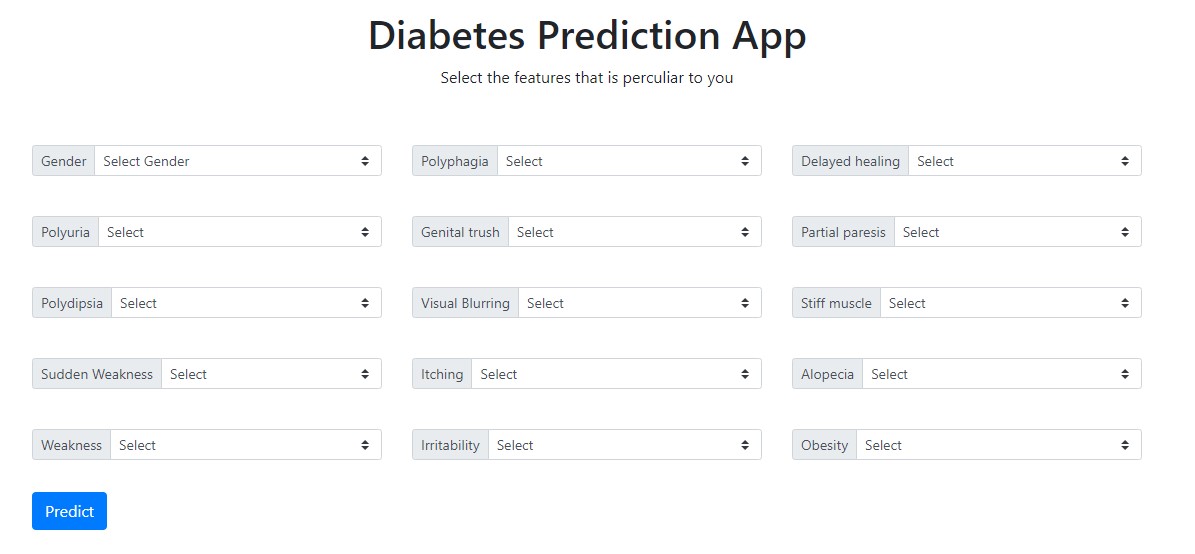 Diabetes Prediction App
Select the features that is perculiar to you
Gender Select Gender Polyphagia Select Delayed healing Select
Polyuria Select Genital trush Select Partial paresis Select
Polydipsia Select Visual Blurring Select Stiff muscle Select
Sudden Weakness Select Itching Select Alopecia Select
Weakness Select Irritability Select Obesity Select
Predict